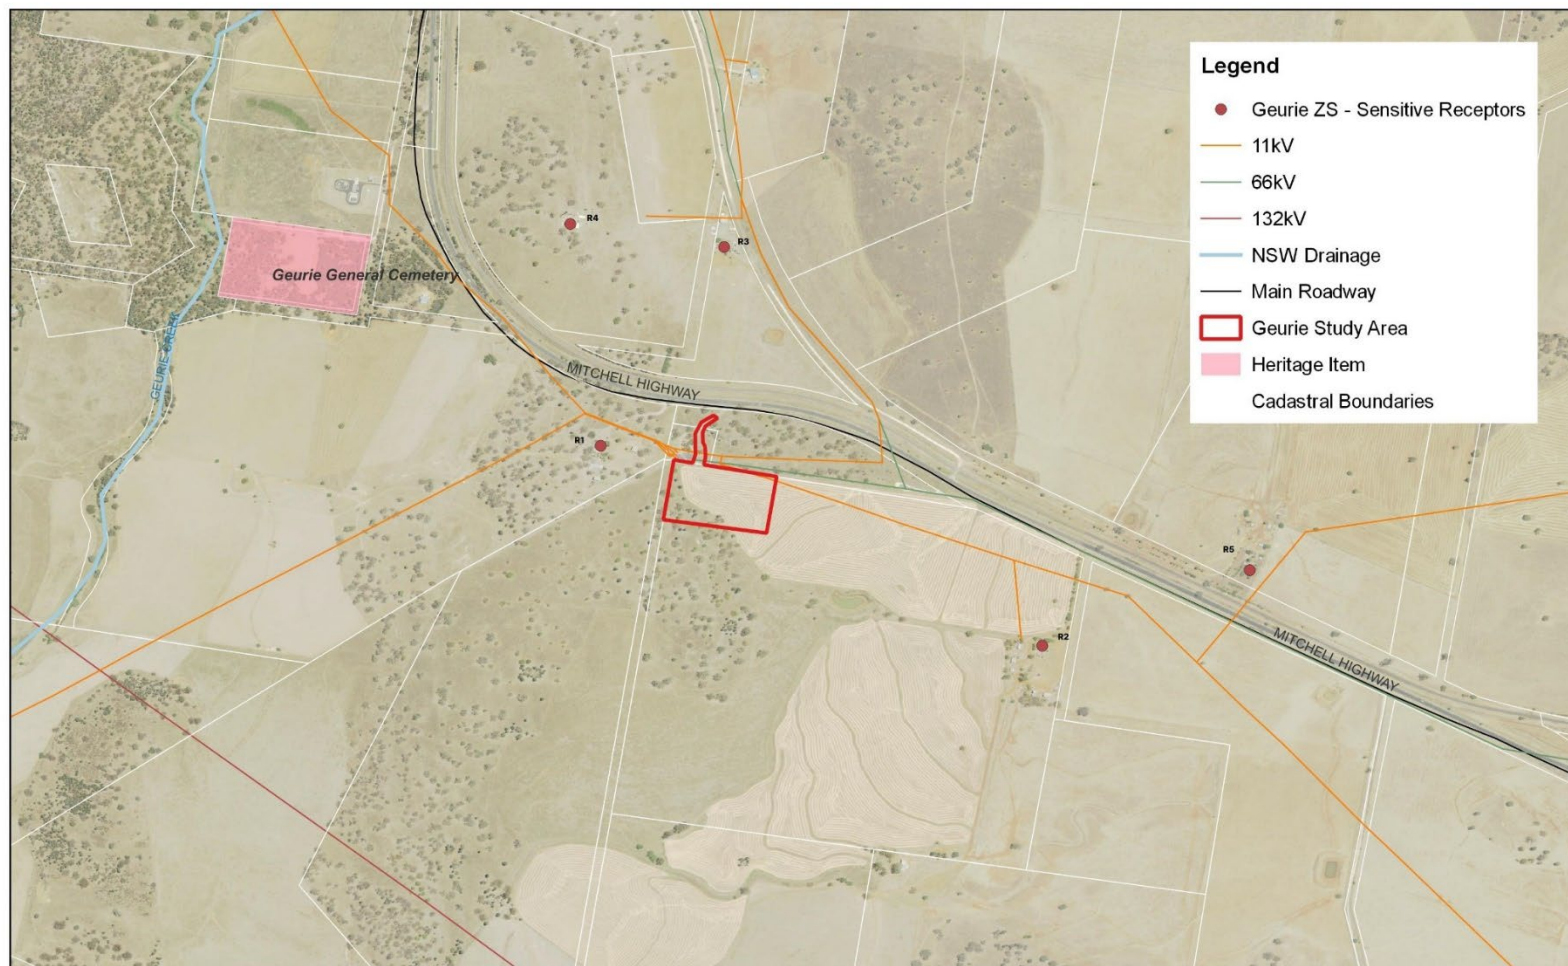 Legend
Geurie ZS - Sensitive Receptors
11kV
66kV
132kV
NSW Drainage
Main Roadway
Geurie Study Area
Heritage Item
Cadastral Boundaries
R4
R3
Geurie General Cemetery
GEURIE CREEK
MITCHELL HIGHWAY
R1
R5
R2
MITCHELL HIGHWAY